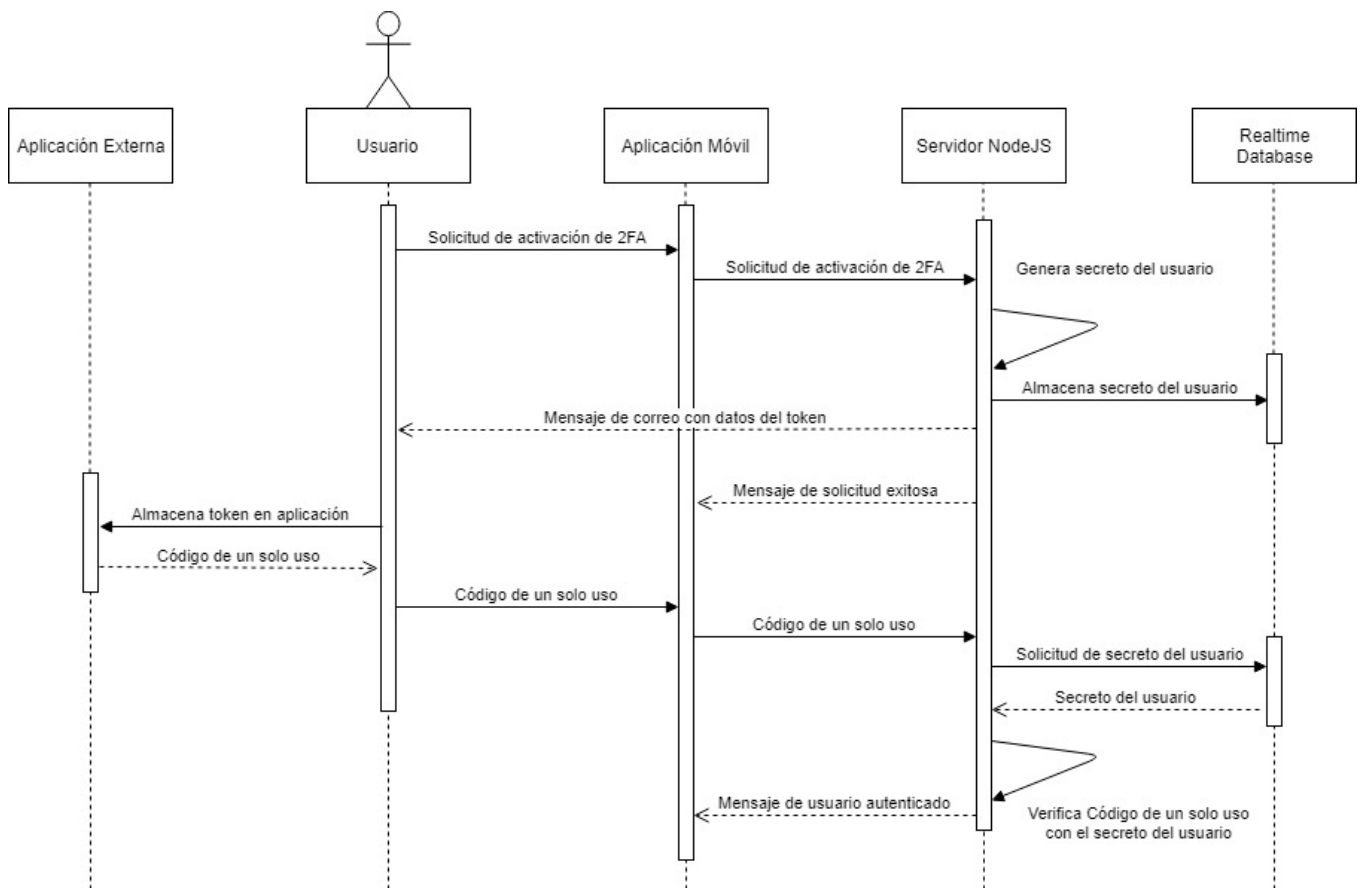 Aplicación Externa
Usuario
Aplicación Móvil
Servidor NodeJS
Realtime
Database
Solicitud de activación de 2FA
Solicitud de activación de 2FA
Genera secreto del usuario
Almacena secreto del usuario
Mensaje de correo con datos del token
Mensaje de solicitud exitosa
Almacena token en aplicación
Código de un solo uso
Código de un solo uso
Código de un solo uso
Solicitud de secreto del usuario
Secreto del usuario
Mensaje de usuario autenticado
Verifica Código de un solo uso
con el secreto del usuario